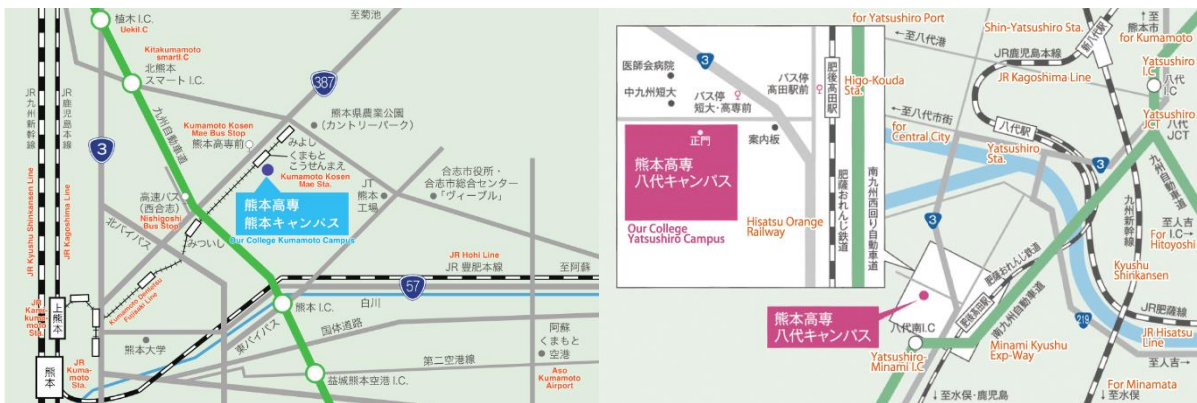 植木 I.C.
Ueki I.C
至菊池
Kitakumamoto
smart I.C
北熊本
スマート I.C.
387
熊本県農業公園
(カントリーパーク)
JR九州新幹線
JR鹿児島本線
3
九州自動車道
Kumamoto Kosen
Mae Bus Stop
熊本高専前
みよし
くまもと
こうせんまえ
Kumamoto Kosen
Mae Sta.
合志市役所・
合志市総合センター
「ヴィーブル」
JT
熊本
工場
高速バス
(西合志)
Nishigoshi
Bus Stop
熊本高専
熊本キャンパス
Our College Kumamoto Campus
JR Kyushu Shinkansen Line
JR Kagoshima Line
北バイパス
みついし
Kumamoto Dentetsu
Fujisaki Line
JR Hohi Line
JR 豊肥本線
至阿蘇
57
JR
Kami-
kuma-
moto
Sta.
上熊本
熊本 I.C.
白川
国体道路
東バイパス
熊本大学
第二空港線
阿蘇
くまもと
空港
Aso
Kumamoto
Airport
熊本
JR
Kuma-
moto
Sta.
益城熊本空港 I.C.
医師会病院
中九州短大
3
バス停
短大・高専前
バス停
高田駅前
肥後高田駅
Higo-Kouda
Sta.
正門
案内板
熊本高専
八代キャンパス
Our College
Yatsushiro Campus
Hisatsu Orange
Railway
肥薩おれんじ鉄道
南九州西回り自動車道
for Yatsushiro Port
←至八代港
Shin-Yatsushiro Sta.
新八代駅
JR鹿児島本線
JR Kagoshima Line
↑至
熊本市
for Kumamoto
Yatsushiro
I.C
八代
I.C
Yatsushiro
JCT
八代
JCT
←至八代市街
for
Central City
八代駅
Yatsushiro
Sta.
3
九州自動車道
九州新幹線
至人吉
I.C→
For
Hitoyoshi
3
肥薩おれんじ鉄道
Kyushu
Shinkansen
肥後高田駅
南九州自動車道
熊本高専
八代キャンパス
八代南I.C
Yatsushiro-
Minami I.C
Minami Kyushu
Exp-Way
219
JR肥薩線
JR Hisatsu
Line
至人吉→
For Minamata
↓至水俣・鹿児島
↓至水俣